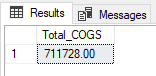 Results
Messages
Total_COGS
1
711728.00